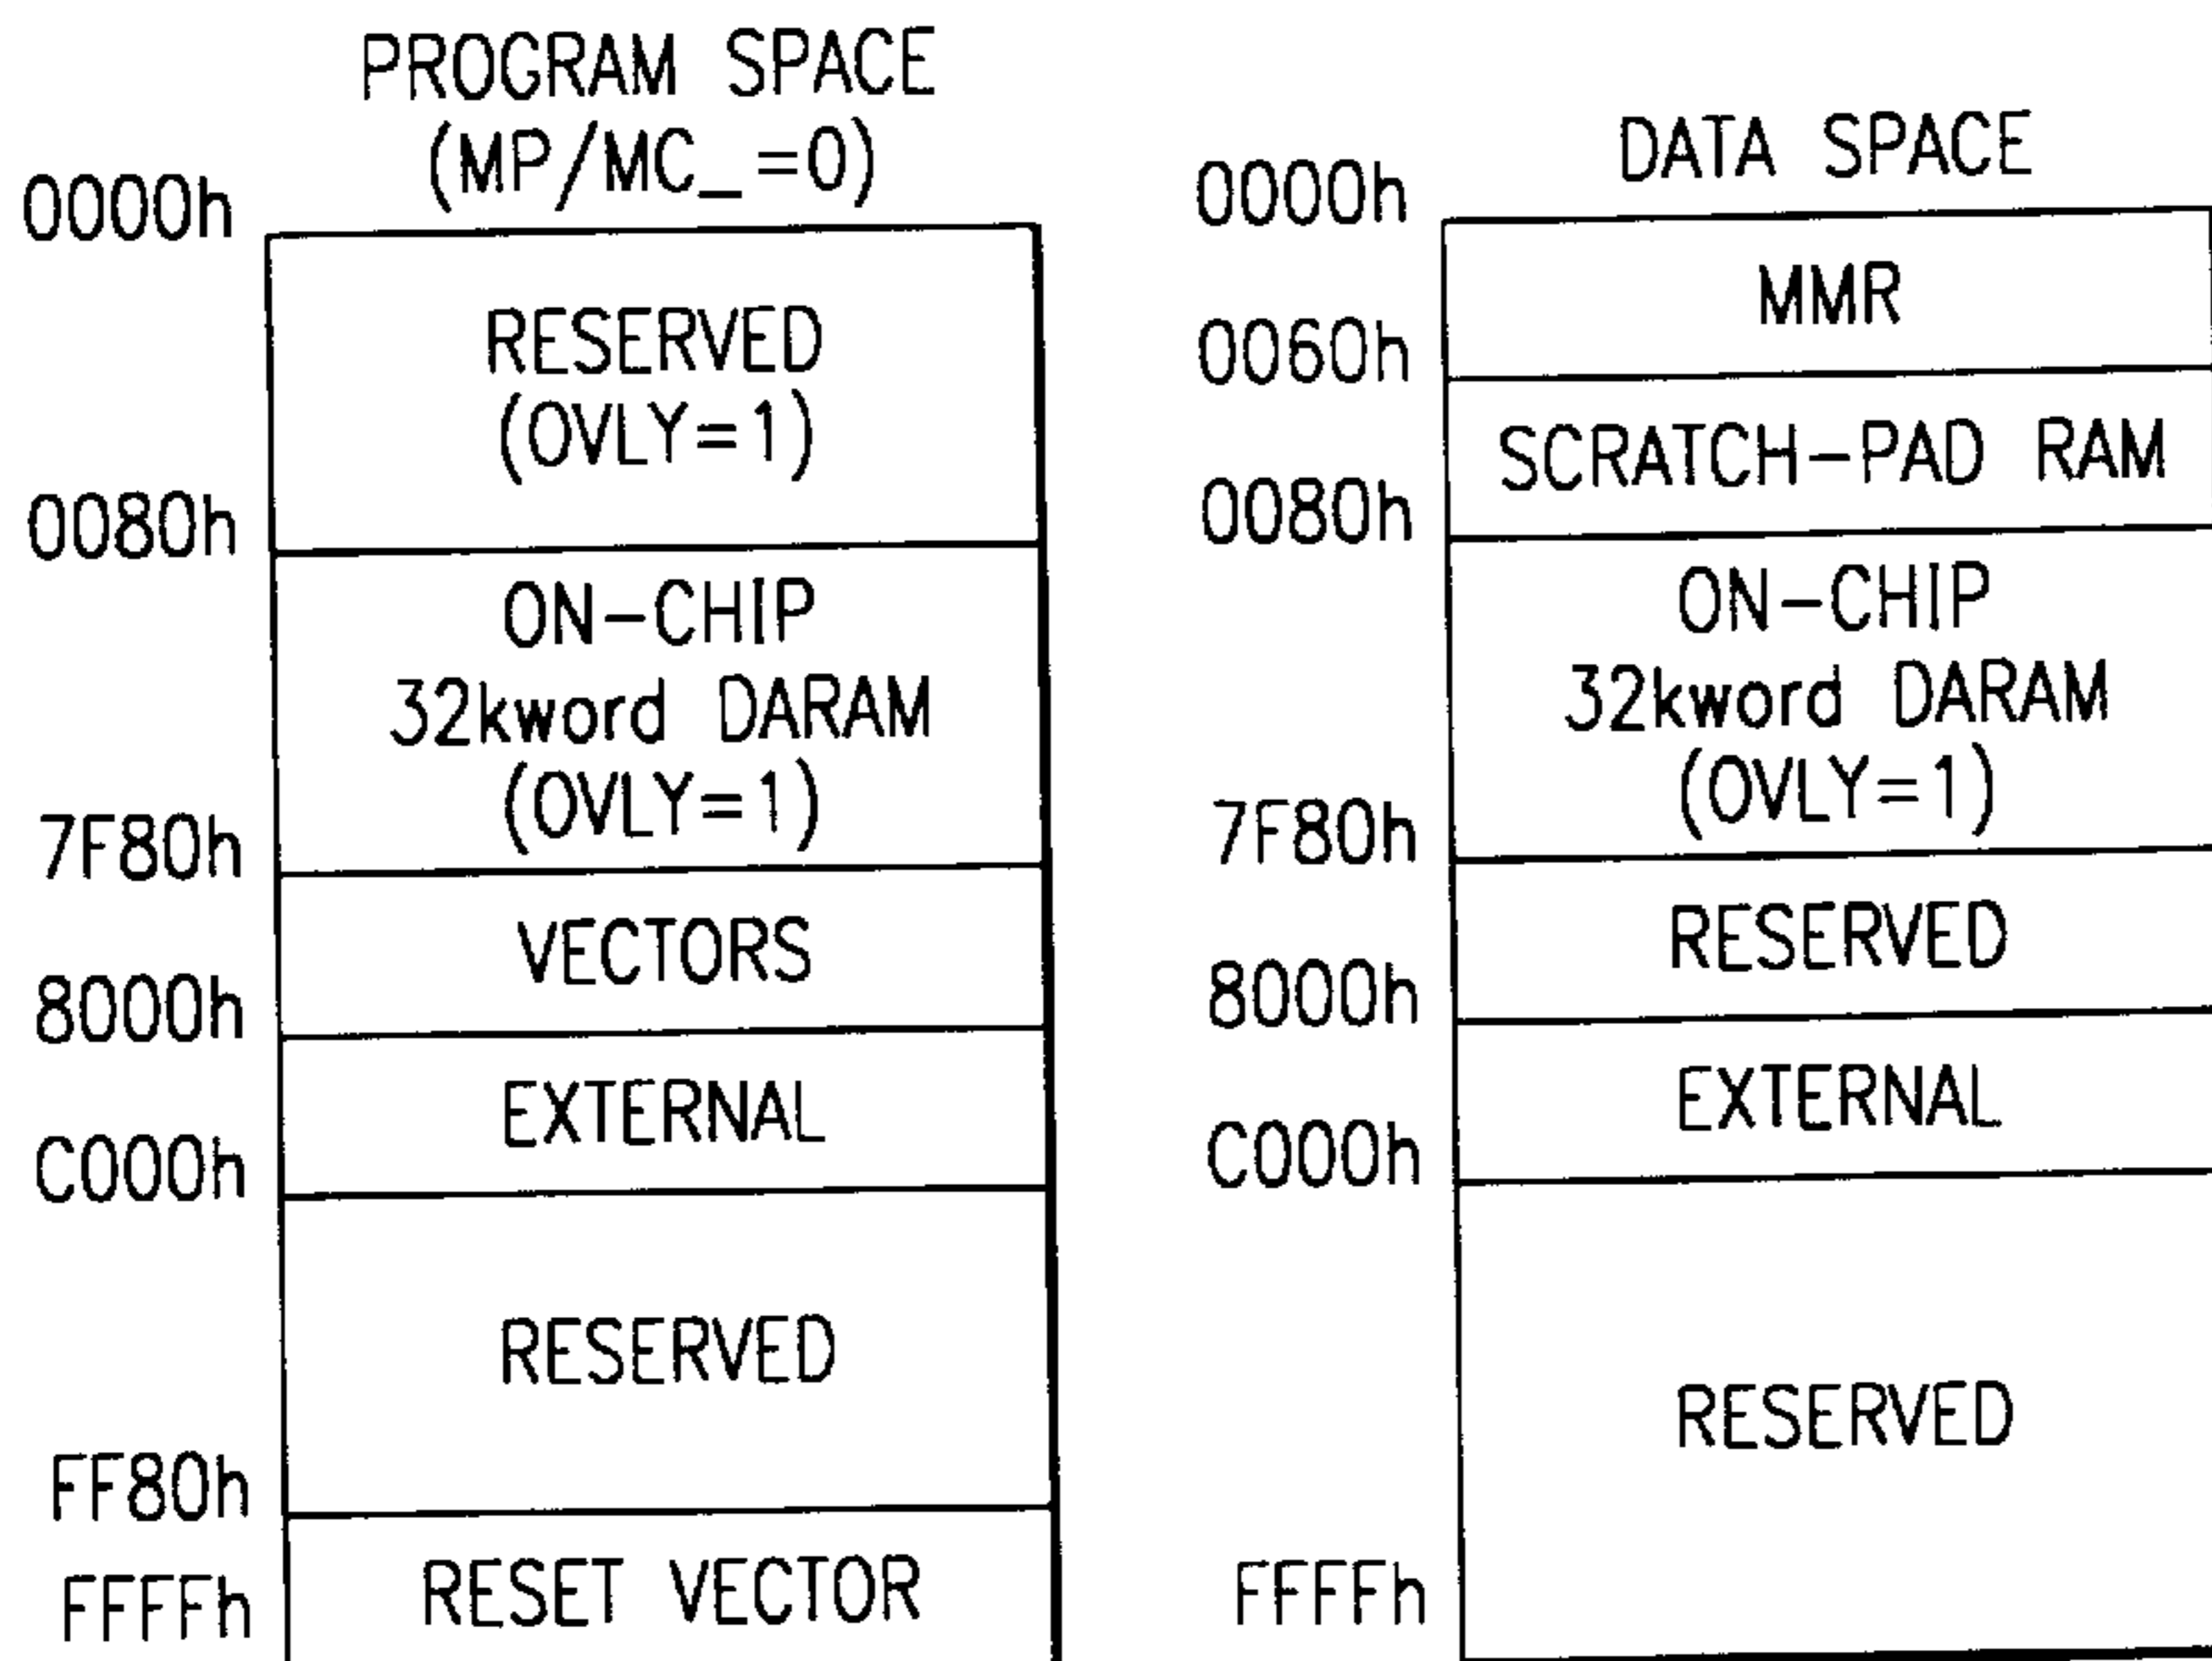 PROGRAM SPACE
(MP/MC_=0)
0000h
RESERVED
(OVLY=1)
0080h
ON-CHIP
32kword DARAM
(OVLY=1)
7F80h
VECTORS
8000h
EXTERNAL
C000h
RESERVED
FF80h
RESET VECTOR
FFFFh
DATA SPACE
0000h
MMR
0060h
SCRATCH-PAD RAM
0080h
ON-CHIP
32kword DARAM
(OVLY=1)
7F80h
RESERVED
8000h
EXTERNAL
C000h
RESERVED
FFFFh